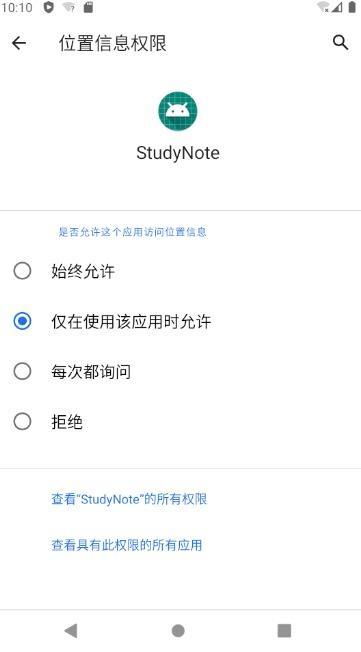 10:10
位置信息权限
StudyNote
是否允许这个应用访问位置信息
始终允许
仅在使用该应用时允许
每次都询问
拒绝
查看“StudyNote”的所有权限
查看具有此权限的所有应用